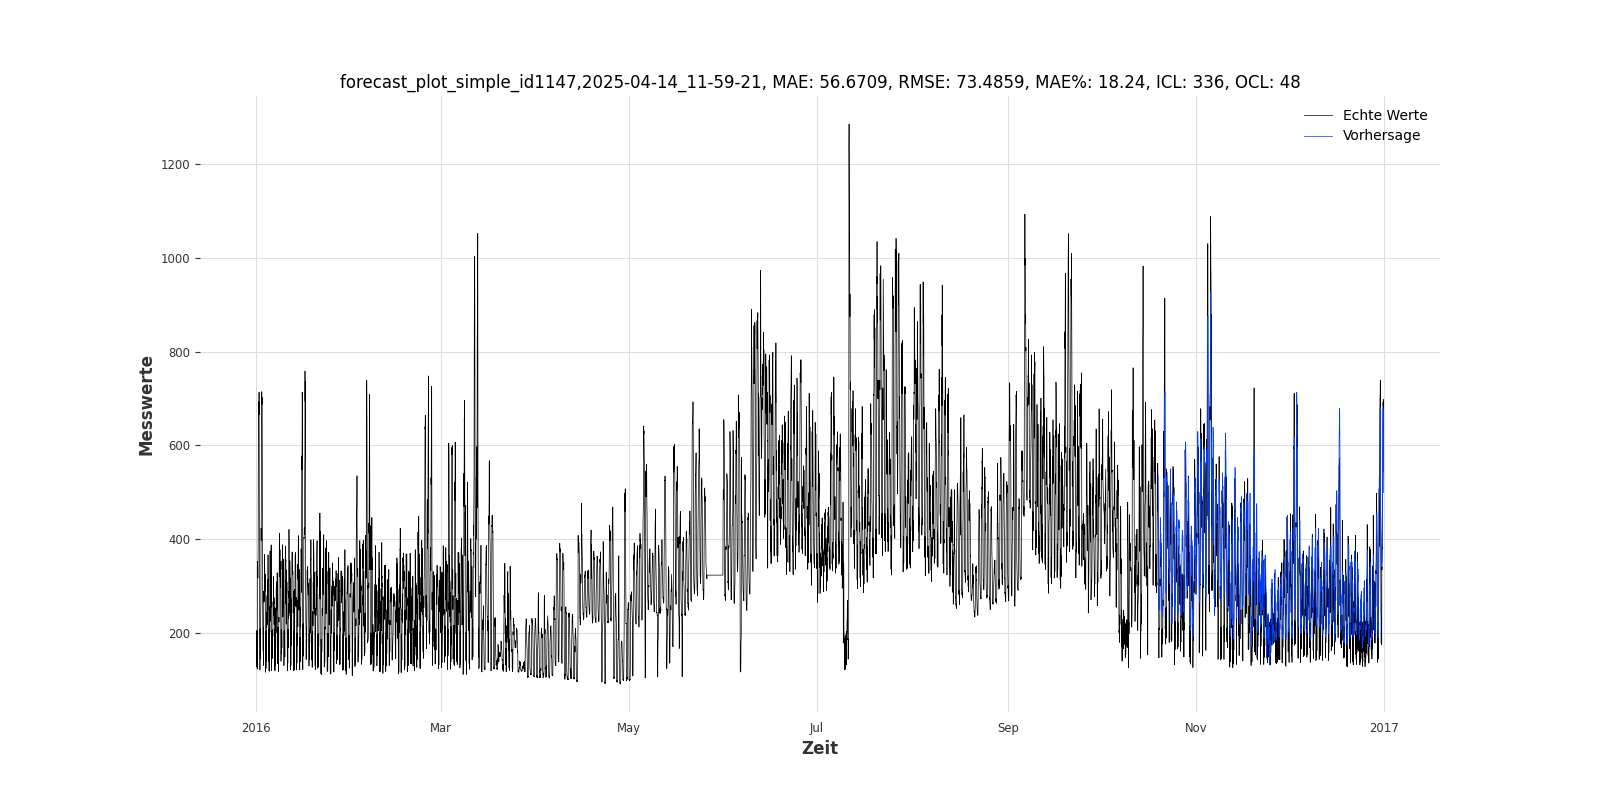 forecast_plot_simple_id1147,2025-04-14_11-59-21, MAE: 56.6709, RMSE: 73.4859, MAE%: 18.24, ICL: 336, OCL: 48
Echte Werte
Vorhersage
1200
1000
800
600
400
200
Messwerte
2016 Mar May Jul Sep Nov 2017
Zeit